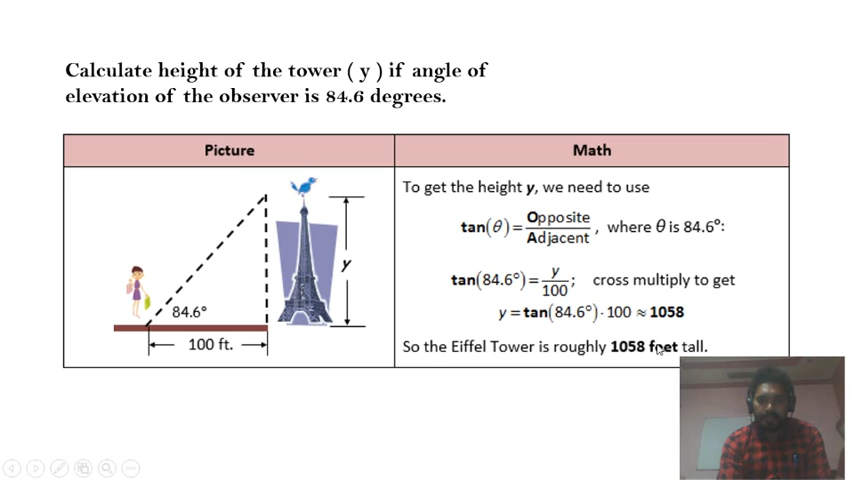 Calculate height of the tower ( y ) if angle of
elevation of the observer is 84.6 degrees.
Picture
Math
84.6°
100 ft.
y
To get the height y, we need to use
tan(θ)=Opposite/Adjacent, where θ is 84.6°:
tan(84.6°)=y/100; cross multiply to get
y=tan(84.6°)·100≈1058
So the Eiffel Tower is roughly 1058 feet tall.